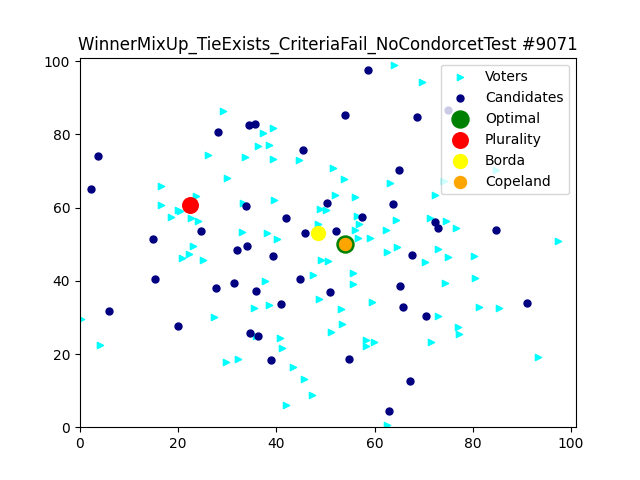 WinnerMixUp_TieExists_CriteriaFail_NoCondorcetTest #9071
100
80
60
40
20
0
0 20 40 60 80 100
Voters
Candidates
Optimal
Plurality
Borda
Copeland